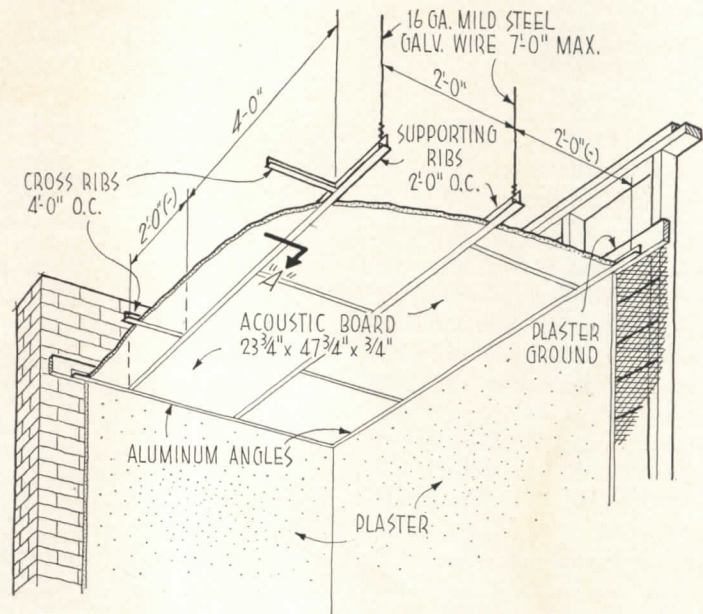 16 GA. MILD STEEL
GALV. WIRE 7'-0" MAX.
4'-0"
2'-0"
2'-0"(-)
SUPPORTING
RIBS
2'-0" O.C.
CROSS RIBS
4'-0" O.C.
2'-0"(-)
"A"
ACOUSTIC BOARD
23 3/4" x 47 3/4" x 3/4"
PLASTER
GROUND
ALUMINUM ANGLES
PLASTER